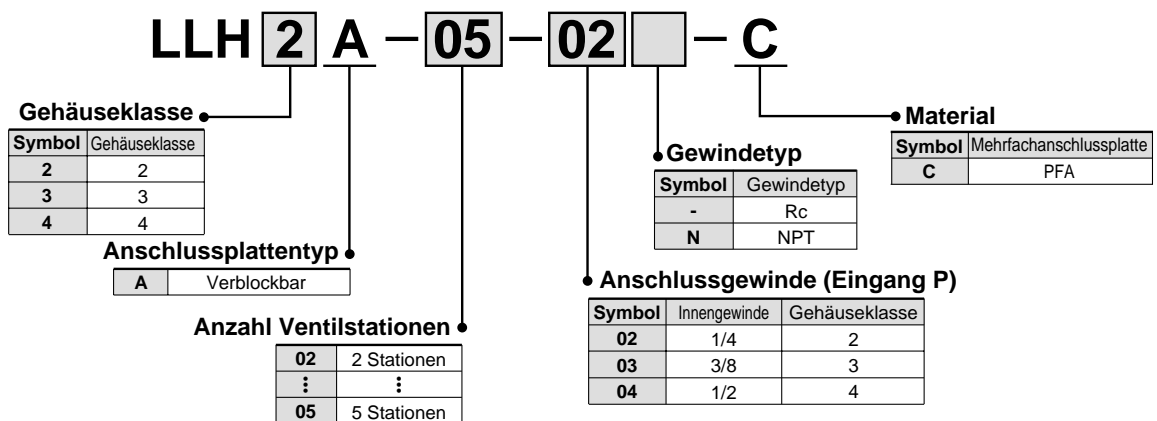 LLH 2 A – 05 – 02 – C
Gehäuseklasse
Symbol Gehäuseklasse
2 2
3 3
4 4
Anschlussplattentyp
A Verblockbar
Anzahl Ventilstationen
02 2 Stationen
⋮ ⋮
05 5 Stationen
Material
Symbol Mehrfachanschlussplatte
C PFA
Gewindetyp
Symbol Gewindetyp
- Rc
N NPT
Anschlussgewinde (Eingang P)
Symbol Innengewinde Gehäuseklasse
02 1/4 2
03 3/8 3
04 1/2 4